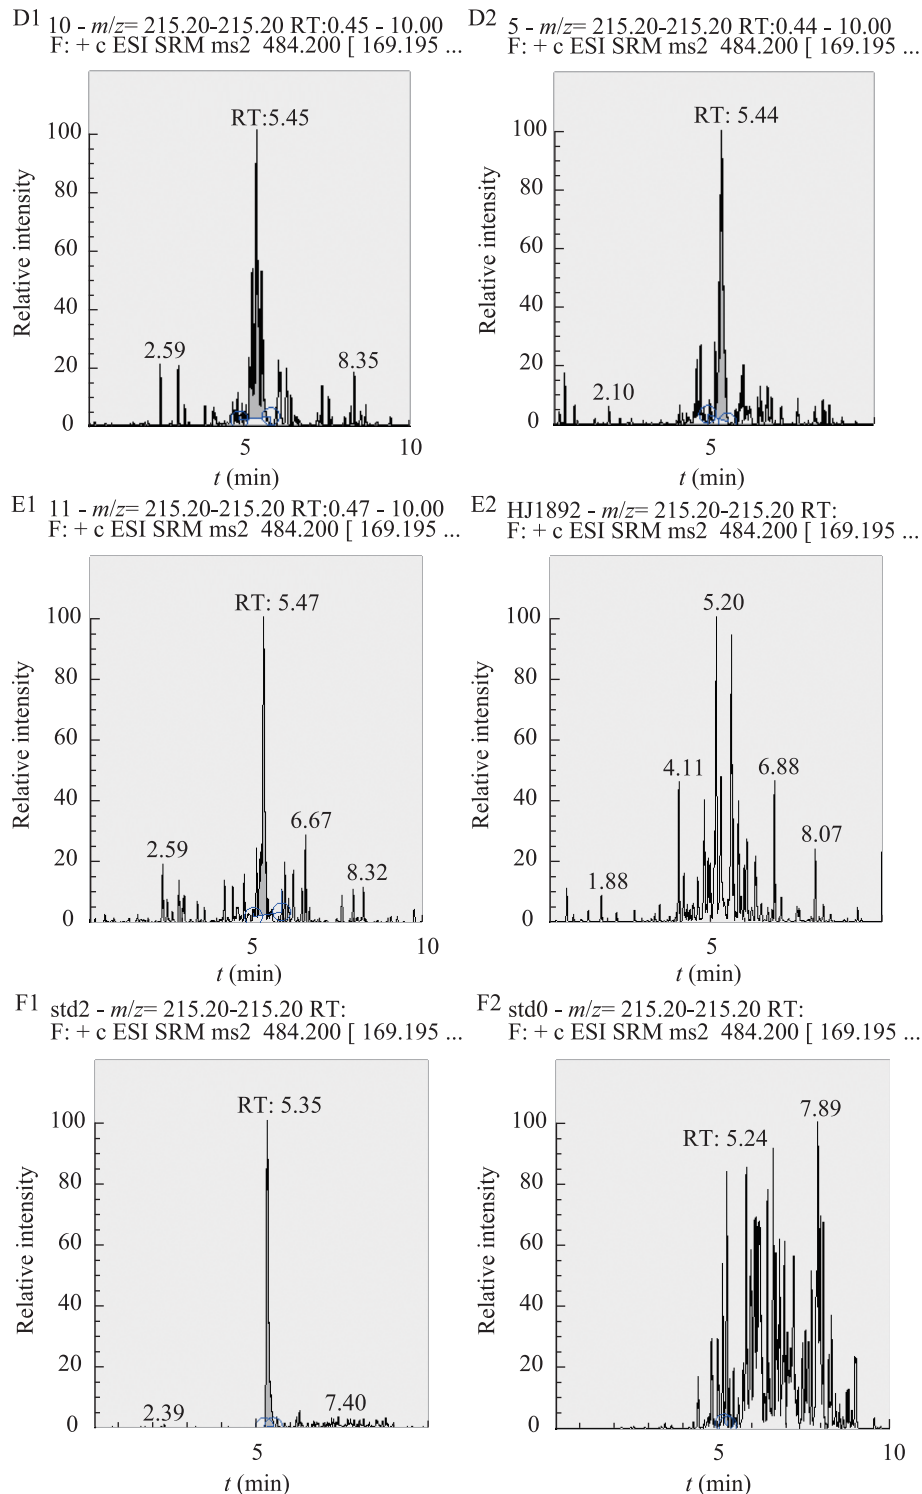 D1 10 - m/z= 215.20-215.20 RT:0.45 - 10.00
F: + c ESI SRM ms2 484.200 [ 169.195 ...
RT:5.45
2.59
8.35
100
80
60
40
20
0
Relative intensity
5
10
t (min)
D2 5 - m/z= 215.20-215.20 RT:0.44 - 10.00
F: + c ESI SRM ms2 484.200 [ 169.195 ...
RT: 5.44
2.10
100
80
60
40
20
0
Relative intensity
5
t (min)
E1 11 - m/z= 215.20-215.20 RT:0.47 - 10.00
F: + c ESI SRM ms2 484.200 [ 169.195 ...
RT: 5.47
2.59
6.67
8.32
100
80
60
40
20
0
Relative intensity
5
10
t (min)
E2 HJ1892 - m/z= 215.20-215.20 RT:
F: + c ESI SRM ms2 484.200 [ 169.195 ...
5.20
4.11
6.88
8.07
1.88
100
80
60
40
20
0
Relative intensity
5
t (min)
F1 std2 - m/z= 215.20-215.20 RT:
F: + c ESI SRM ms2 484.200 [ 169.195 ...
RT: 5.35
2.39
7.40
100
80
60
40
20
0
Relative intensity
5
t (min)
F2 std0 - m/z= 215.20-215.20 RT:
F: + c ESI SRM ms2 484.200 [ 169.195 ...
7.89
RT: 5.24
100
80
60
40
20
0
Relative intensity
5
10
t (min)